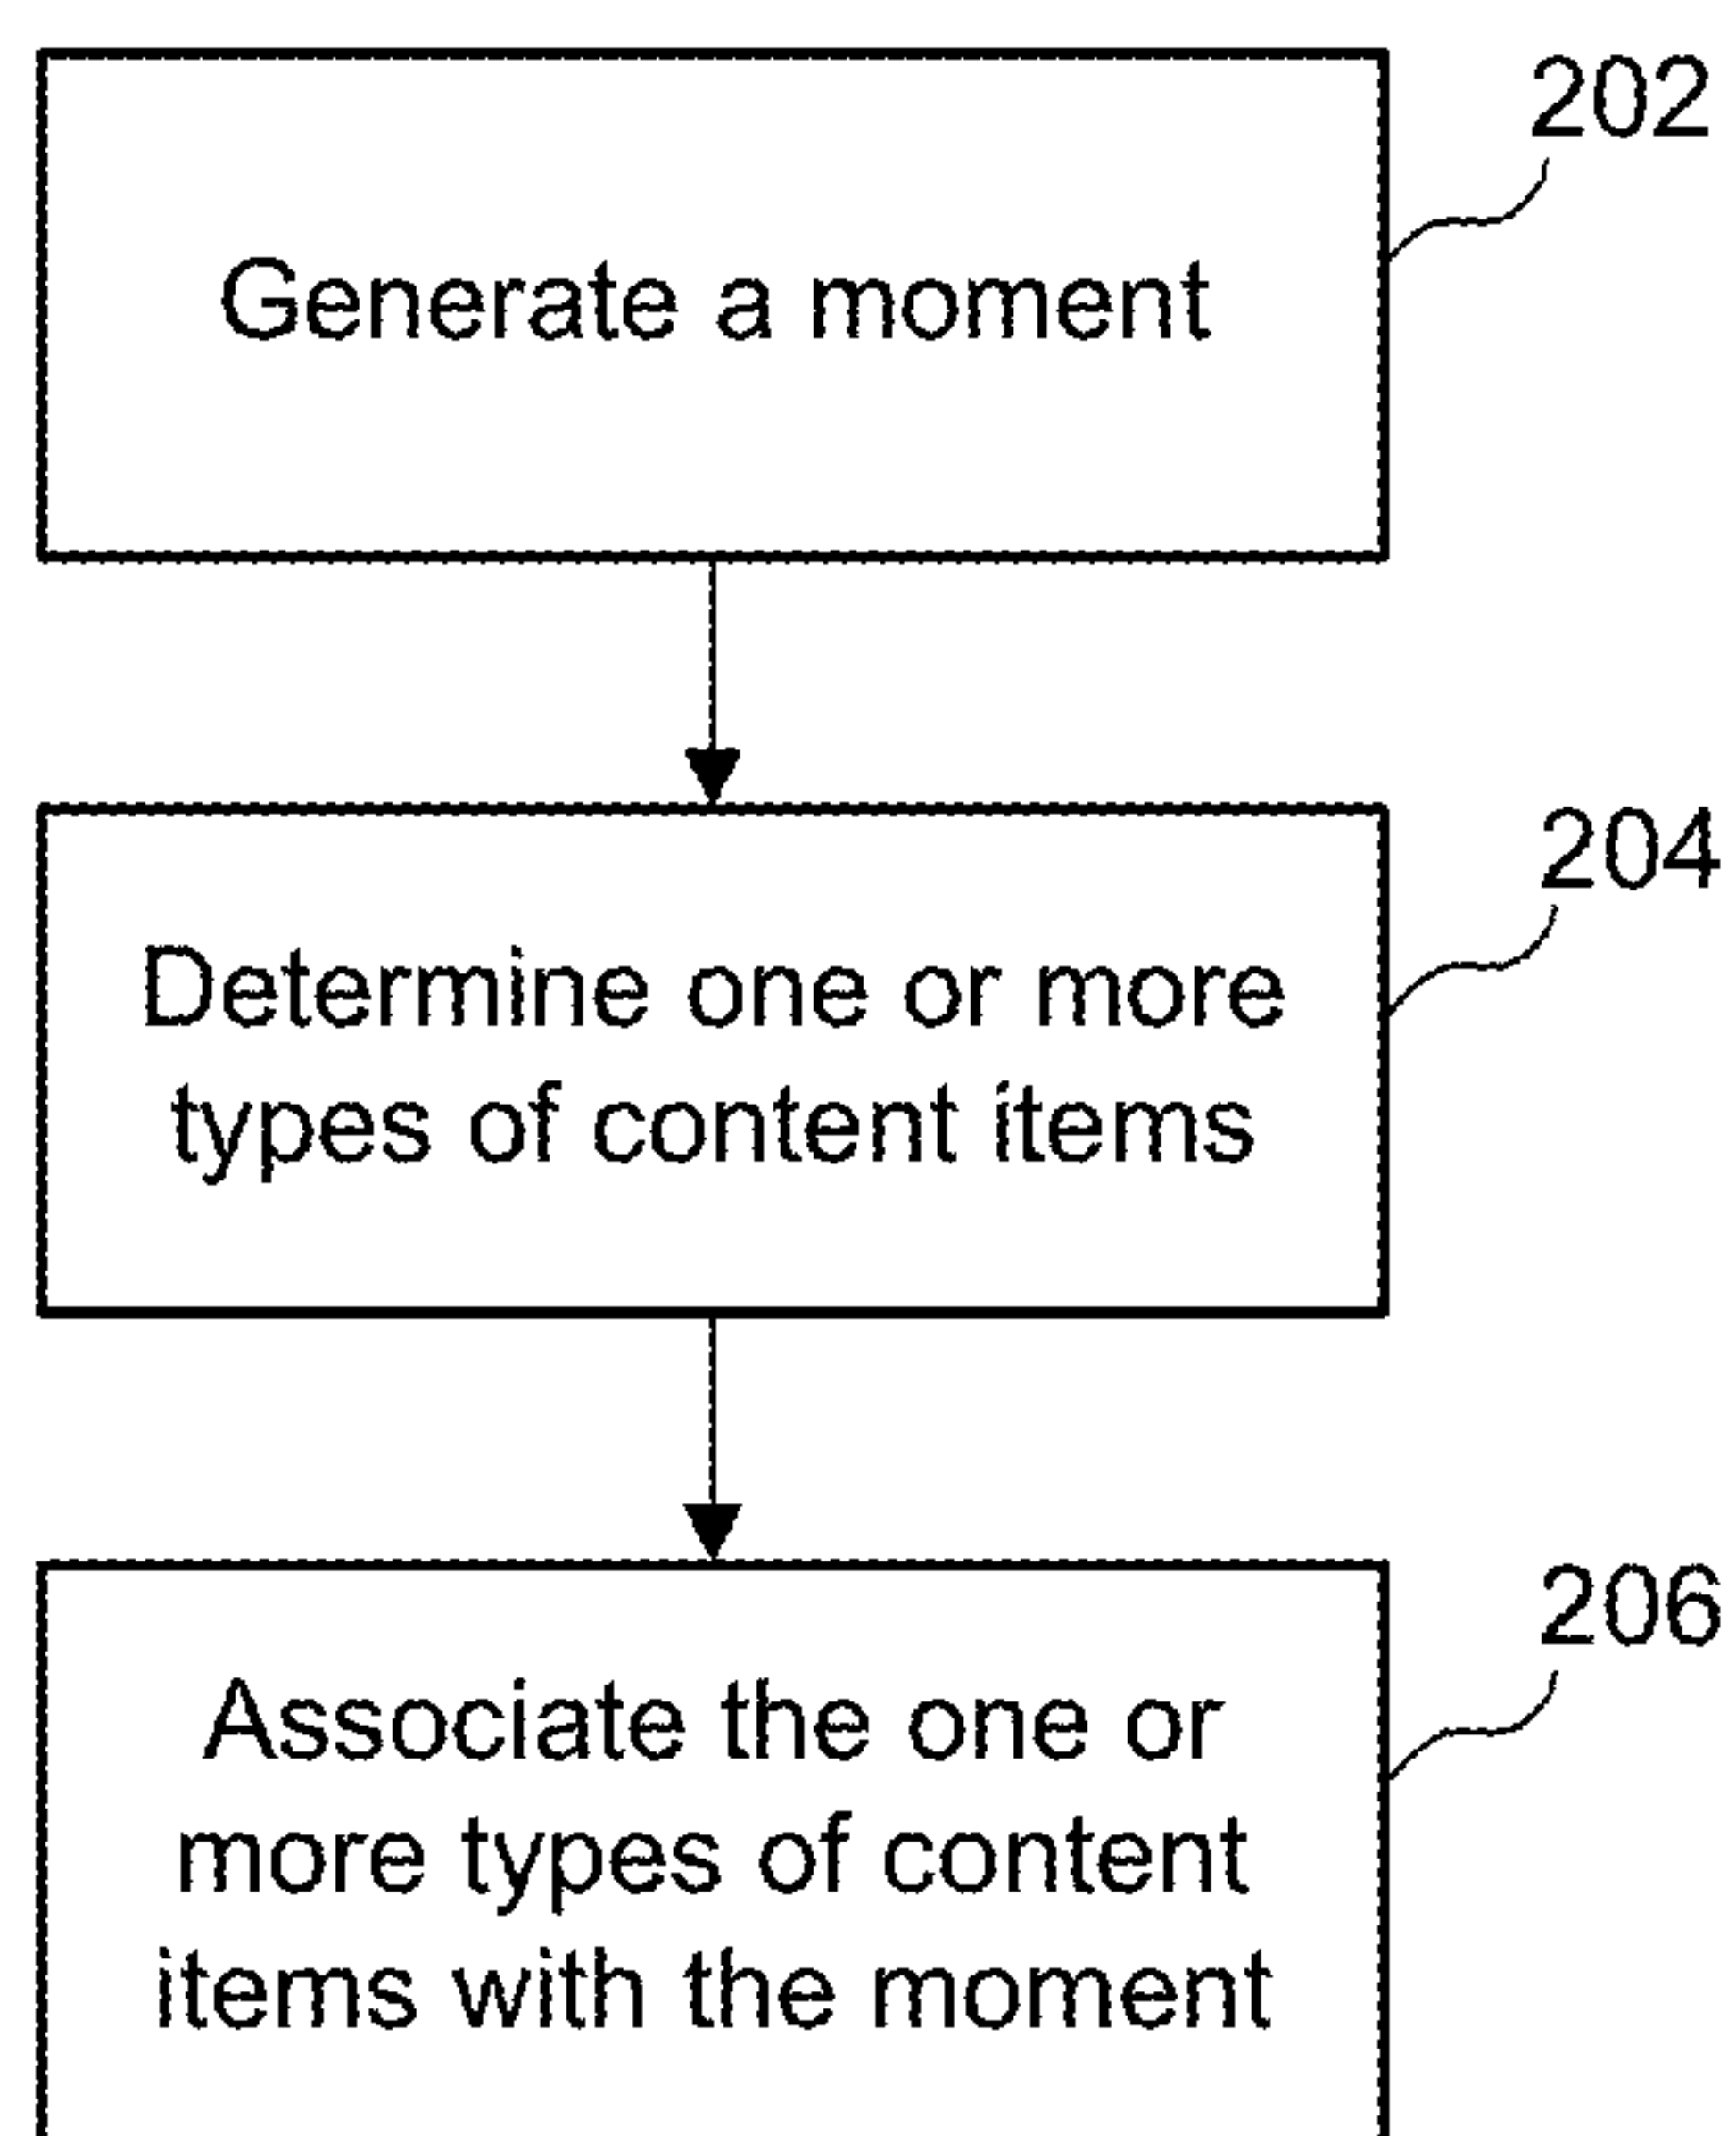 202
Generate a moment
204
Determine one or more
types of content items
206
Associate the one or
more types of content
items with the moment